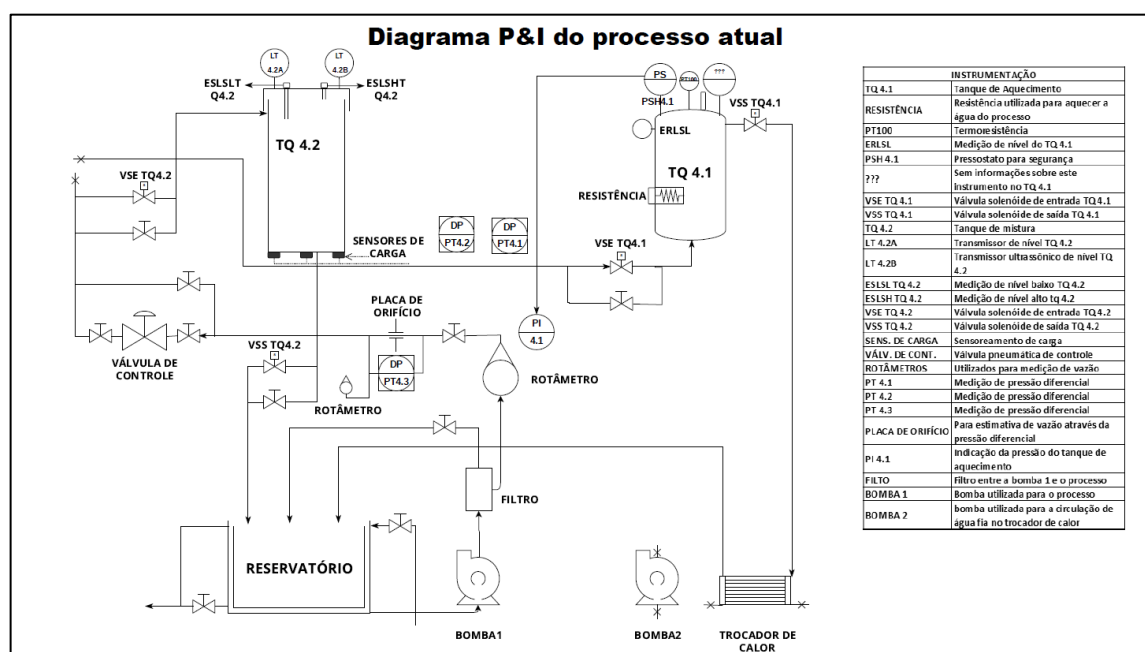 Diagrama P&I do processo atual
LT
4.2A
LT
4.2B
ESLSLT
Q4.2
ESLSHT
Q4.2
TQ 4.2
VSE TQ4.2
SENSORES DE
CARGA
PS
PSH4.1
PT100
???
VSS TQ4.1
ERLSL
TQ 4.1
RESISTÊNCIA
DP
PT4.2
DP
PT4.1
VSE TQ4.1
PLACA DE
ORIFÍCIO
PI
4.1
VÁLVULA DE
CONTROLE
VSS TQ4.2
DP
PT4.3
ROTÂMETRO
ROTÂMETRO
FILTRO
RESERVATÓRIO
BOMBA1
BOMBA2
TROCADOR DE
CALOR
INSTRUMENTAÇÃO
TQ 4.1 Tanque de Aquecimento
RESISTÊNCIA Resistência utilizada para aquecer a
água do processo
PT100 Termoresistência
ERLSL Medição de nível do TQ 4.1
PSH 4.1 Pressostato para segurança
??? Sem informações sobre este
instrumento no TQ 4.1
VSE TQ 4.1 Válvula solenóide de entrada TQ 4.1
VSS TQ 4.1 Válvula solenóide de saída TQ 4.1
TQ 4.2 Tanque de mistura
LT 4.2A Transmissor de nível TQ 4.2
LT 4.2B Transmissor ultrassônico de nível TQ
4.2
ESLSL TQ 4.2 Medição de nível baixo TQ 4.2
ESLSH TQ 4.2 Medição de nível alto tq 4.2
VSE TQ 4.2 Válvula solenóide de entrada TQ 4.2
VSS TQ 4.2 Válvula solenóide de saída TQ 4.2
SENS. DE CARGA Sensoreamento de carga
VÁLV. DE CONT. Válvula pneumática de controle
ROTÂMETROS Utilizados para medição de vazão
PT 4.1 Medição de pressão diferencial
PT 4.2 Medição de pressão diferencial
PT 4.3 Medição de pressão diferencial
PLACA DE ORIFÍCIO Para estimativa de vazão através da
pressão diferencial
PI 4.1 Indicação da pressão do tanque de
aquecimento
FILTO Filtro entre a bomba 1 e o processo
BOMBA 1 Bomba utilizada para o processo
BOMBA 2 bomba utilizada para a circulação de
água fia no trocador de calor